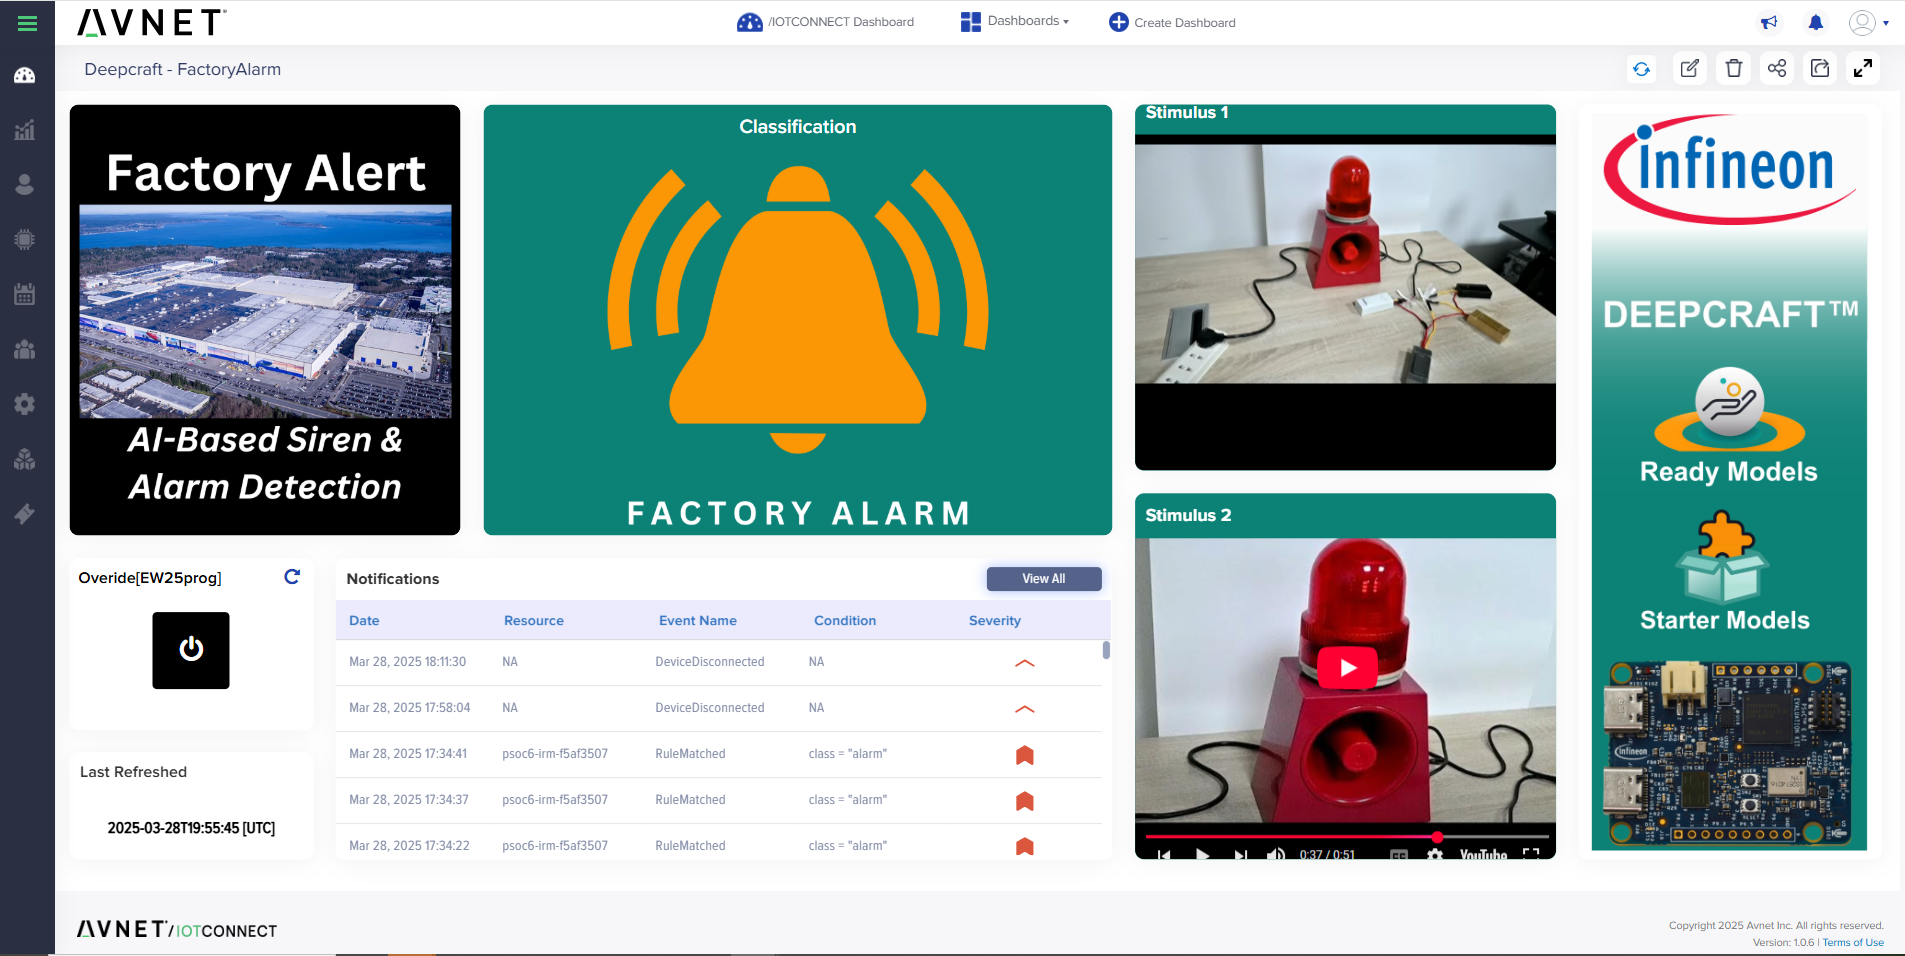 AVNET
/IOTCONNECT Dashboard
Dashboards
Create Dashboard
Deepcraft - FactoryAlarm
Factory Alert
AI-Based Siren &
Alarm Detection
Classification
FACTORY ALARM
Stimulus 1
Stimulus 2
0:37 / 0:51
CC
YouTube
infineon
DEEPCRAFT™
Ready Models
Starter Models
Infineon
Overide[EW25prog]
Last Refreshed
2025-03-28T19:55:45 [UTC]
Notifications
View All
Date Resource Event Name Condition Severity
Mar 28, 2025 18:11:30 NA DeviceDisconnected NA
Mar 28, 2025 17:58:04 NA DeviceDisconnected NA
Mar 28, 2025 17:34:41 psoc6-irm-f5af3507 RuleMatched class = "alarm"
Mar 28, 2025 17:34:37 psoc6-irm-f5af3507 RuleMatched class = "alarm"
Mar 28, 2025 17:34:22 psoc6-irm-f5af3507 RuleMatched class = "alarm"
AVNET/IOTCONNECT
Copyright 2025 Avnet Inc. All rights reserved.
Version: 1.0.6 | Terms of Use